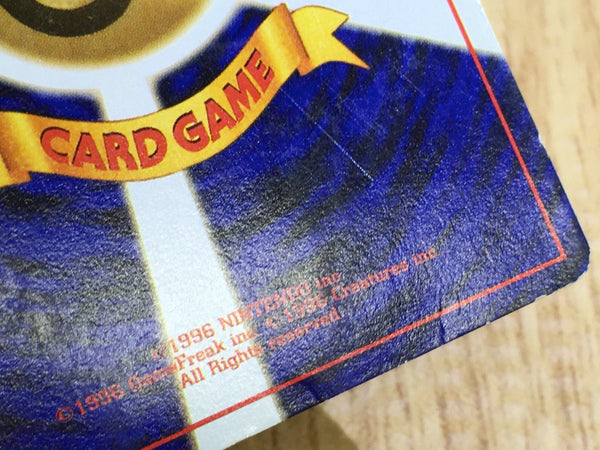 CARD GAME
©1996 NINTENDO inc.
©1996 GameFreak inc. © 1996 Creatures inc.
All Rights reserved